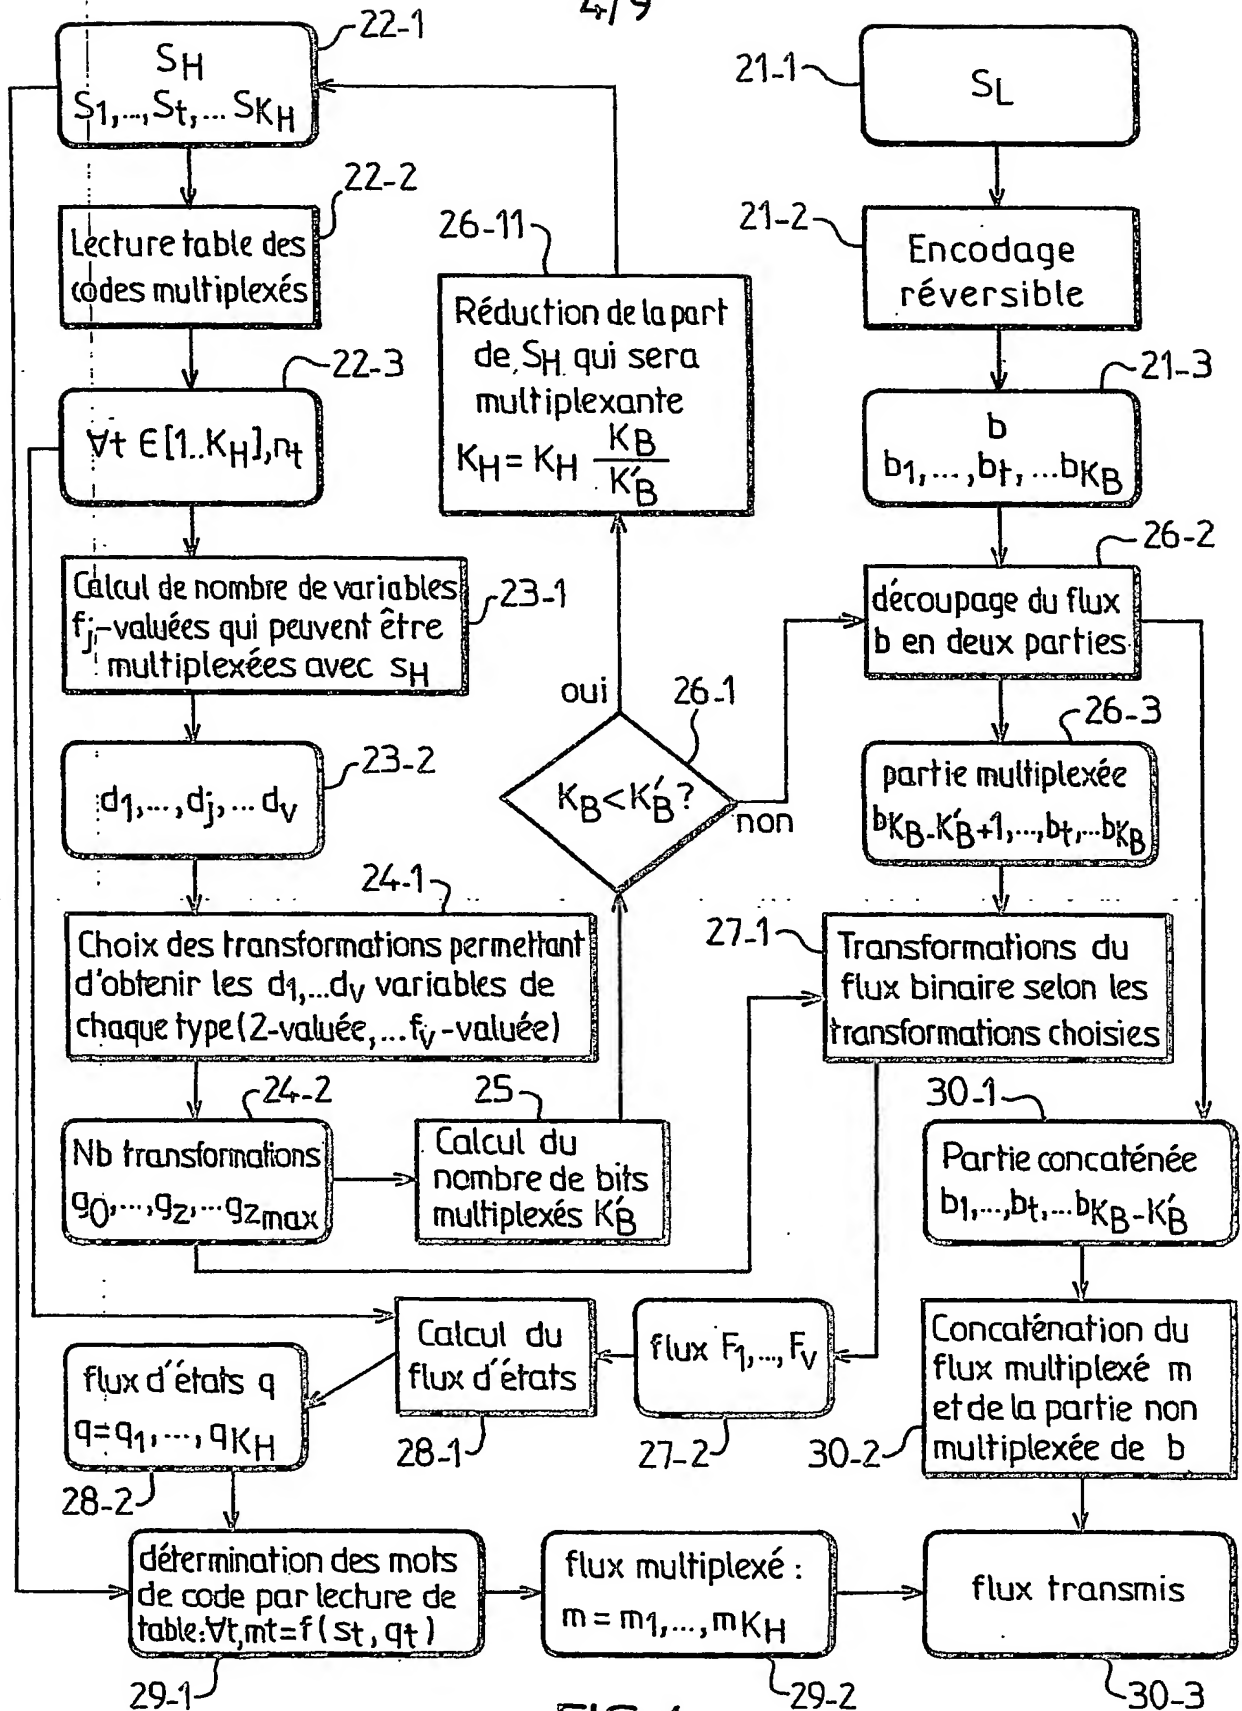 4/9
22-1
S_H
S_1,...,S_t,...S_K_H
21-1
S_L
22-2
Lecture table des
codes multiplexés
26-11
Réduction de la part
de S_H qui sera
multiplexante
K_H = K_H K_B / K'_B
21-2
Encodage
réversible
22-3
∀t ∈ [1..K_H], n_t
21-3
b
b_1,...,b_t,...b_K_B
23-1
Calcul de nombre de variables
f_j-valuées qui peuvent être
multiplexées avec s_H
26-2
découpage du flux
b en deux parties
oui
26-1
K_B < K'_B ?
non
23-2
d_1,...,d_j,...d_v
26-3
partie multiplexée
b_K_B-K'_B+1,...,b_t,...b_K_B
24-1
Choix des transformations permettant
d'obtenir les d_1,...d_v variables de
chaque type (2-valuée,...f_v-valuée)
27-1
Transformations du
flux binaire selon les
transformations choisies
24-2
Nb transformations
g_0,...,g_z,...g_z_max
25
Calcul du
nombre de bits
multiplexés K'_B
30-1
Partie concaténée
b_1,...,b_t,...b_K_B-K'_B
28-1
Calcul du
flux d'états
27-2
flux F_1,...,F_v
30-2
Concaténation du
flux multiplexé m
et de la partie non
multiplexée de b
28-2
flux d'états q
q=q_1,...,q_K_H
29-1
détermination des mots
de code par lecture de
table:∀t,mt=f(st,qt)
29-2
flux multiplexé :
m = m_1,...,m_K_H
30-3
flux transmis